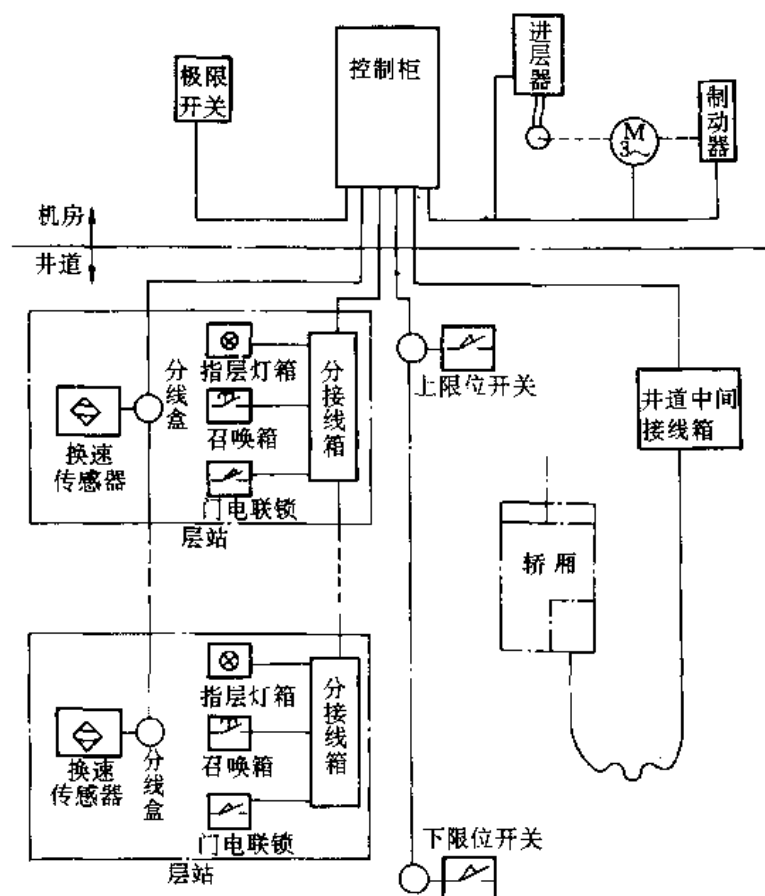 控制柜
极限
开关
进层器
制动器
M
3~
机房
井道
指层灯箱
分线盒
召唤箱
换速
传感器
门电联锁
分接线箱
层站
上限位开关
井道中间
接线箱
轿厢
指层灯箱
召唤箱
换速
传感器
分线盒
门电联锁
分接线箱
层站
下限位开关